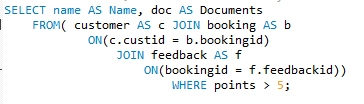 SELECT name AS Name, doc AS Documents
FROM( customer AS c JOIN booking AS b
ON(c.custid = b.bookingid)
JOIN feedback AS f
ON(bookingid = f.feedbackid))
WHERE points > 5;